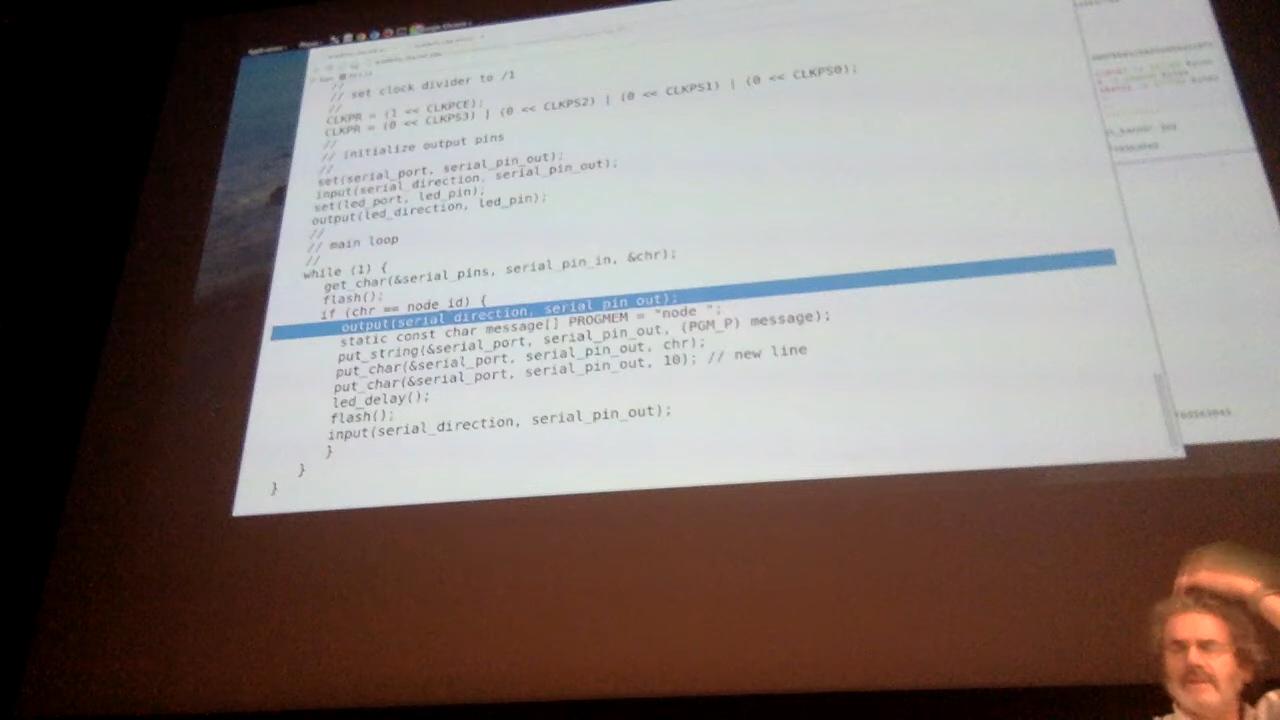 //
// set clock divider to /1
//
CLKPR = (1 << CLKPCE);
CLKPR = (0 << CLKPS3) | (0 << CLKPS2) | (0 << CLKPS1) | (0 << CLKPS0);
//
// initialize output pins
//
set(serial_port, serial_pin_out);
input(serial_direction, serial_pin_out);
set(led_port, led_pin);
output(led_direction, led_pin);
//
// main loop
//
while (1) {
get_char(&serial_pins, serial_pin_in, &chr);
flash();
if (chr == node_id) {
output(serial_direction, serial_pin_out);
static const char message[] PROGMEM = "node ";
put_string(&serial_port, serial_pin_out, (PGM_P) message);
put_char(&serial_port, serial_pin_out, chr);
put_char(&serial_port, serial_pin_out, 10); // new line
led_delay();
flash();
input(serial_direction, serial_pin_out);
}
}
}